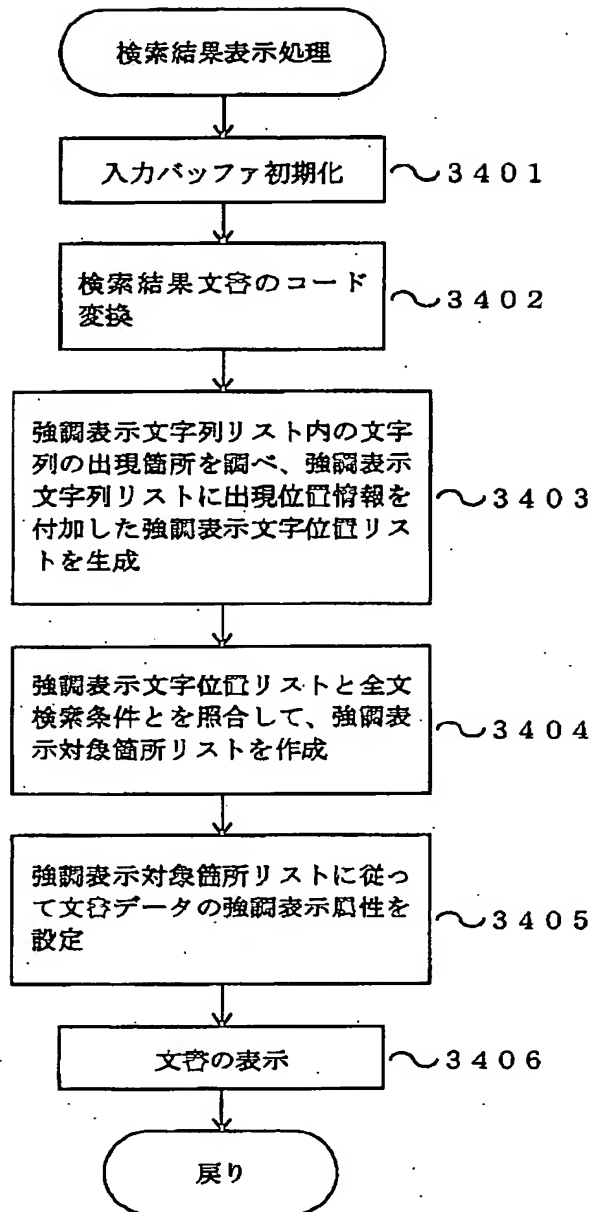 検索結果表示処理
入力バッファ初期化
～3401
検索結果文書のコード
変換
～3402
強調表示文字列リスト内の文字
列の出現箇所を調べ、強調表示
文字列リストに出現位置情報を
付加した強調表示文字位置リス
トを生成
～3403
強調表示文字位置リストと全文
検索条件とを照合して、強調表
示対象箇所リストを作成
～3404
強調表示対象箇所リストに従っ
て文書データの強調表示属性を
設定
～3405
文書の表示
～3406
戻り